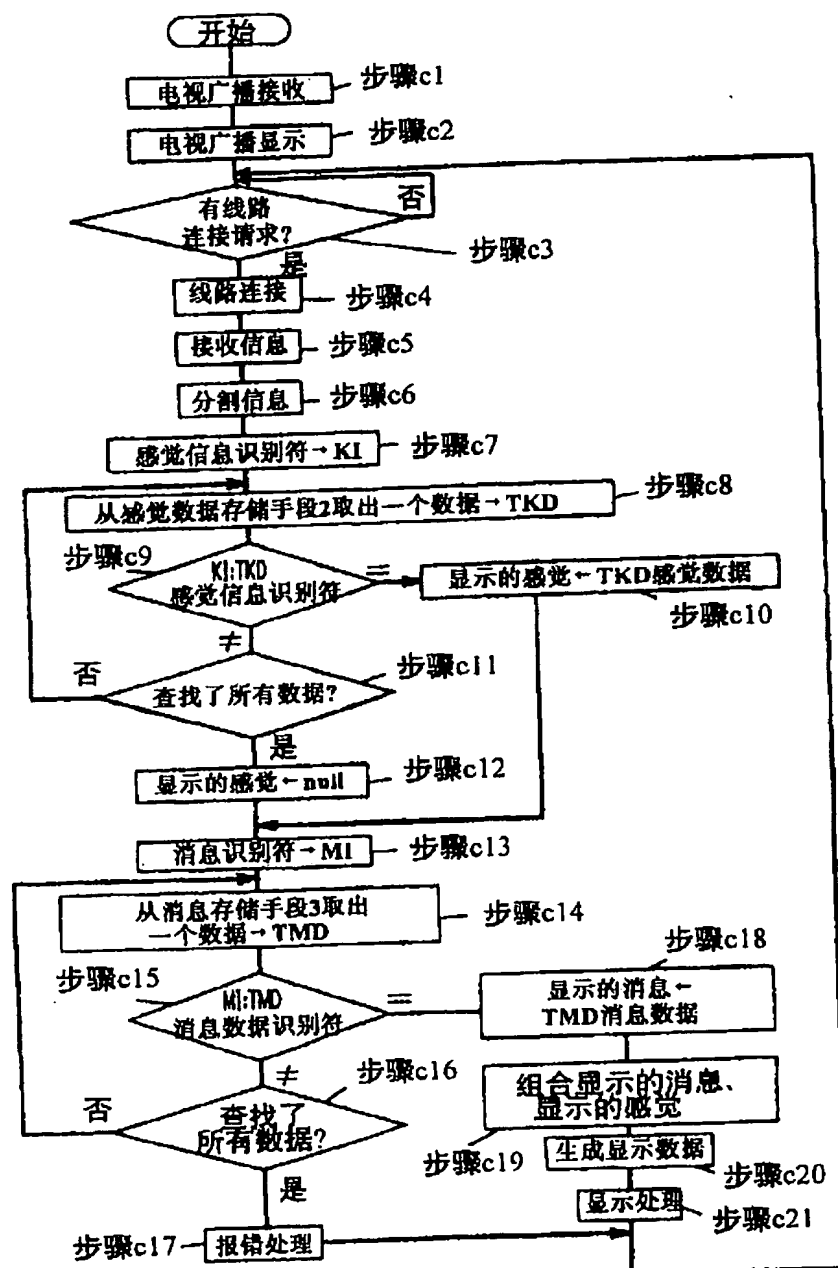 开始
电视广播接收
步骤c1
电视广播显示
步骤c2
否
有线路
连接请求?
步骤c3
是
线路连接
步骤c4
接收信息
步骤c5
分割信息
步骤c6
感觉信息识别符→KI
步骤c7
从感觉数据存储手段2取出一个数据→TKD
步骤c8
步骤c9
KI:TKD
感觉信息识别符
=
显示的感觉←TKD感觉数据
步骤c10
≠
否
查找了所有数据?
步骤c11
是
显示的感觉←null
步骤c12
消息识别符→MI
步骤c13
从消息存储手段3取出
一个数据→TMD
步骤c14
步骤c15
MI:TMD
消息数据识别符
=
显示的消息←
TMD消息数据
步骤c18
≠
步骤c16
否
查找了
所有数据?
组合显示的消息、
显示的感觉
步骤c19
生成显示数据
步骤c20
是
显示处理
步骤c21
步骤c17
报错处理